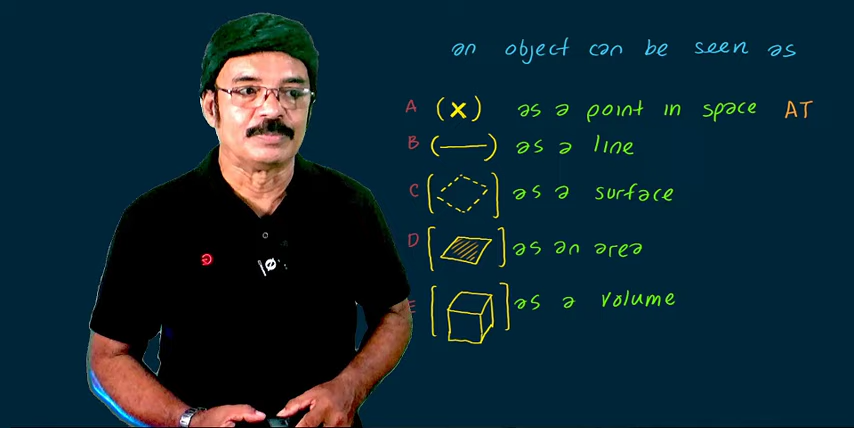 an object can be seen as
A (x) as a point in space AT
B (—) as a line
C [ ] as a surface
D [ ] as an area
E [ ] as a volume